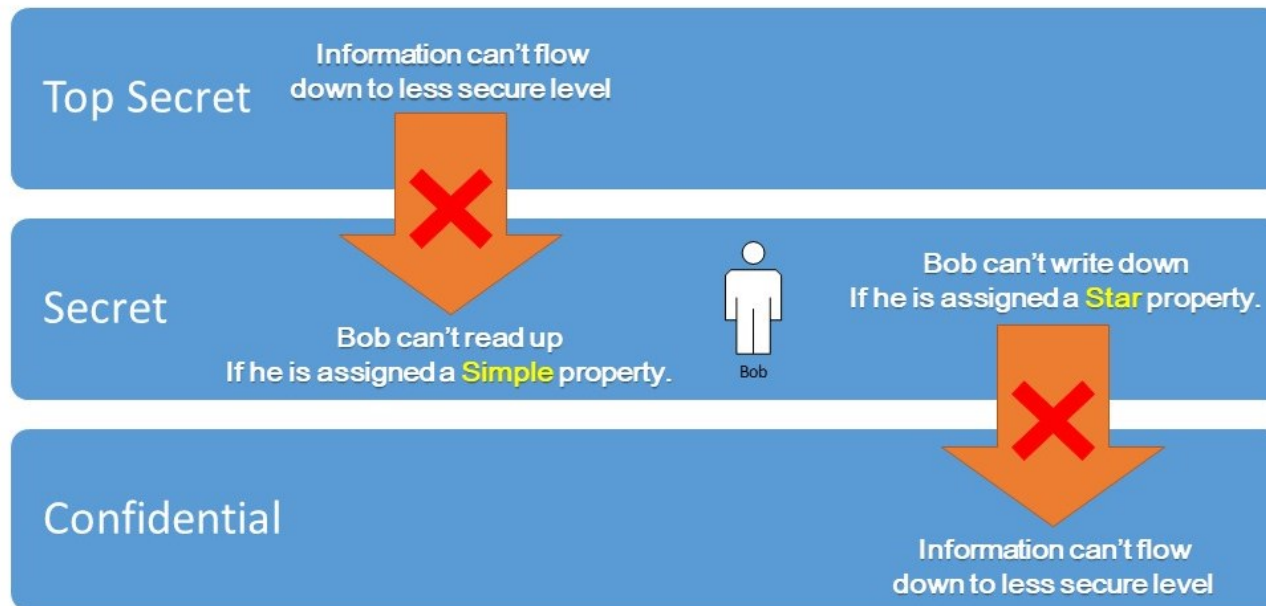 Information can't flow
down to less secure level
Top Secret
Secret
Bob can't read up
If he is assigned a Simple property.
Bob
Bob can't write down
If he is assigned a Star property.
Confidential
Information can't flow
down to less secure level